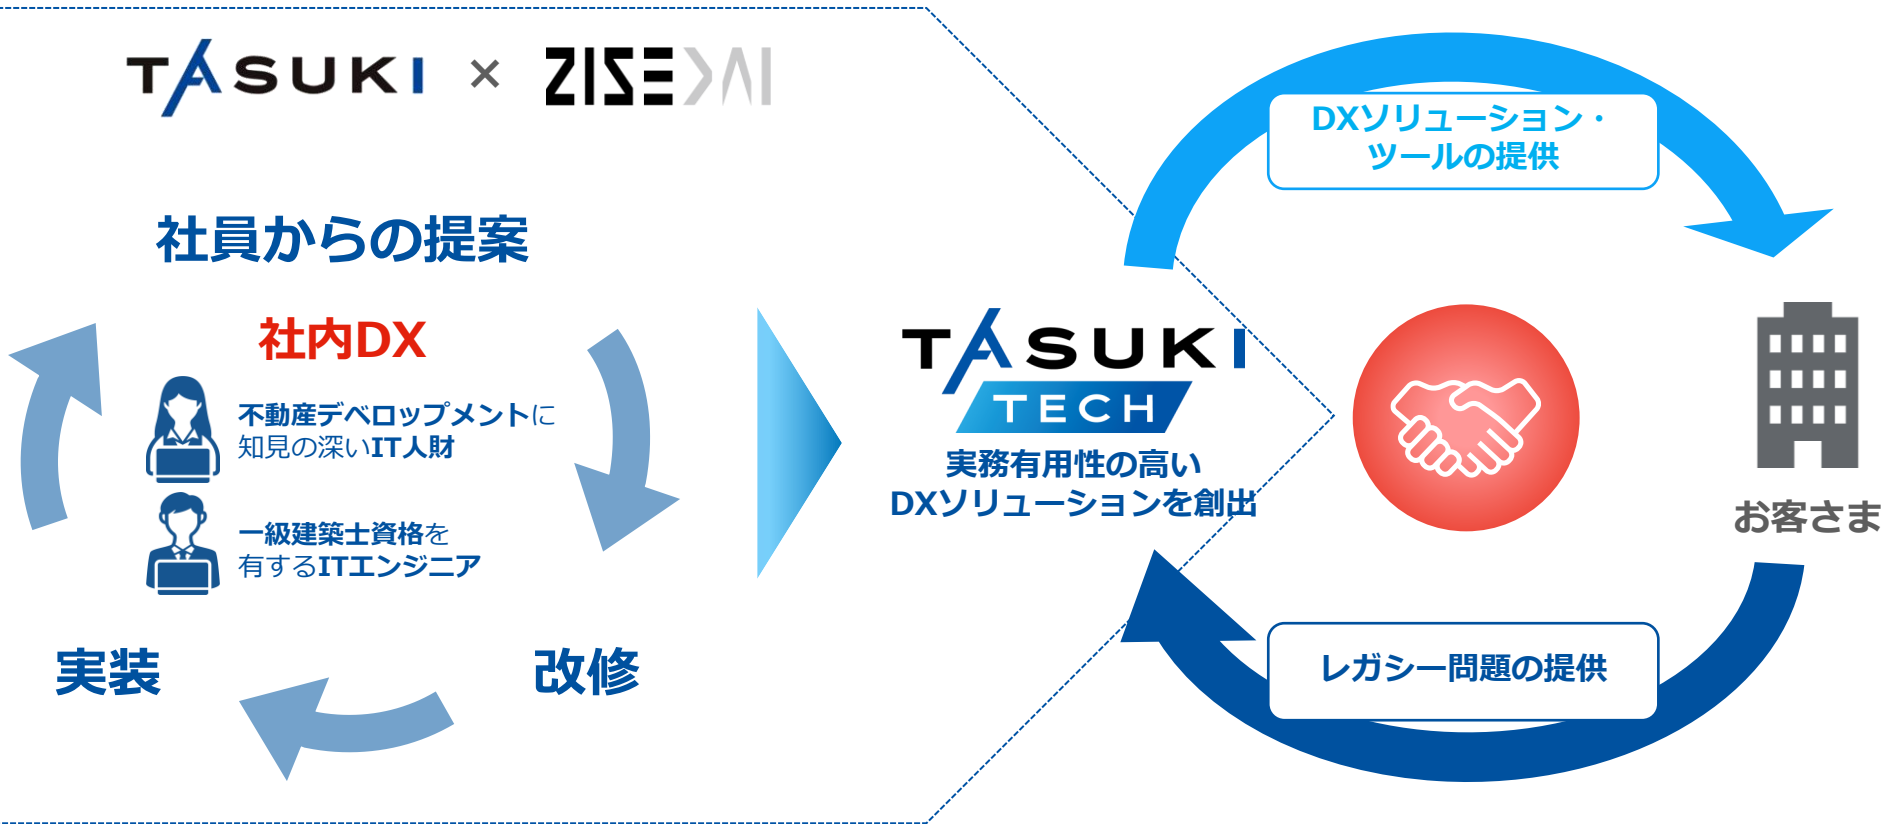 TASUKI × ZISEDAI
社員からの提案
社内DX
不動産デベロップメントに
知見の深いIT人財
一級建築士資格を
有するITエンジニア
実装
改修
TASUKI
TECH
実務有用性の高い
DXソリューションを創出
DXソリューション・
ツールの提供
お客さま
レガシー問題の提供